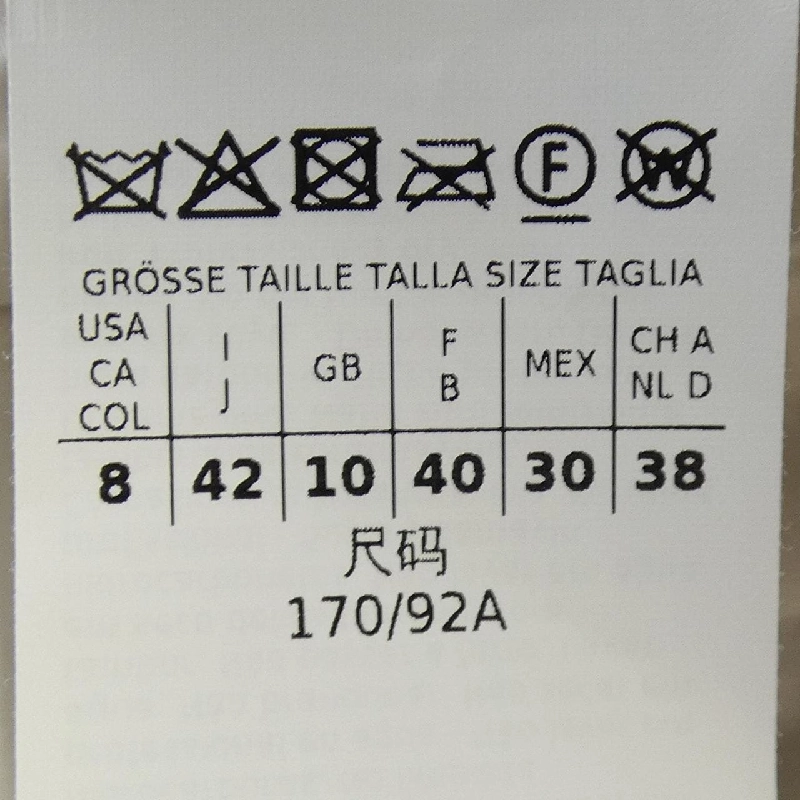 F W
GRÖSSE TAILLE TALLA SIZE TAGLIA
USA CA COL I J GB F B MEX CH A NL D
8 42 10 40 30 38
尺码
170/92A